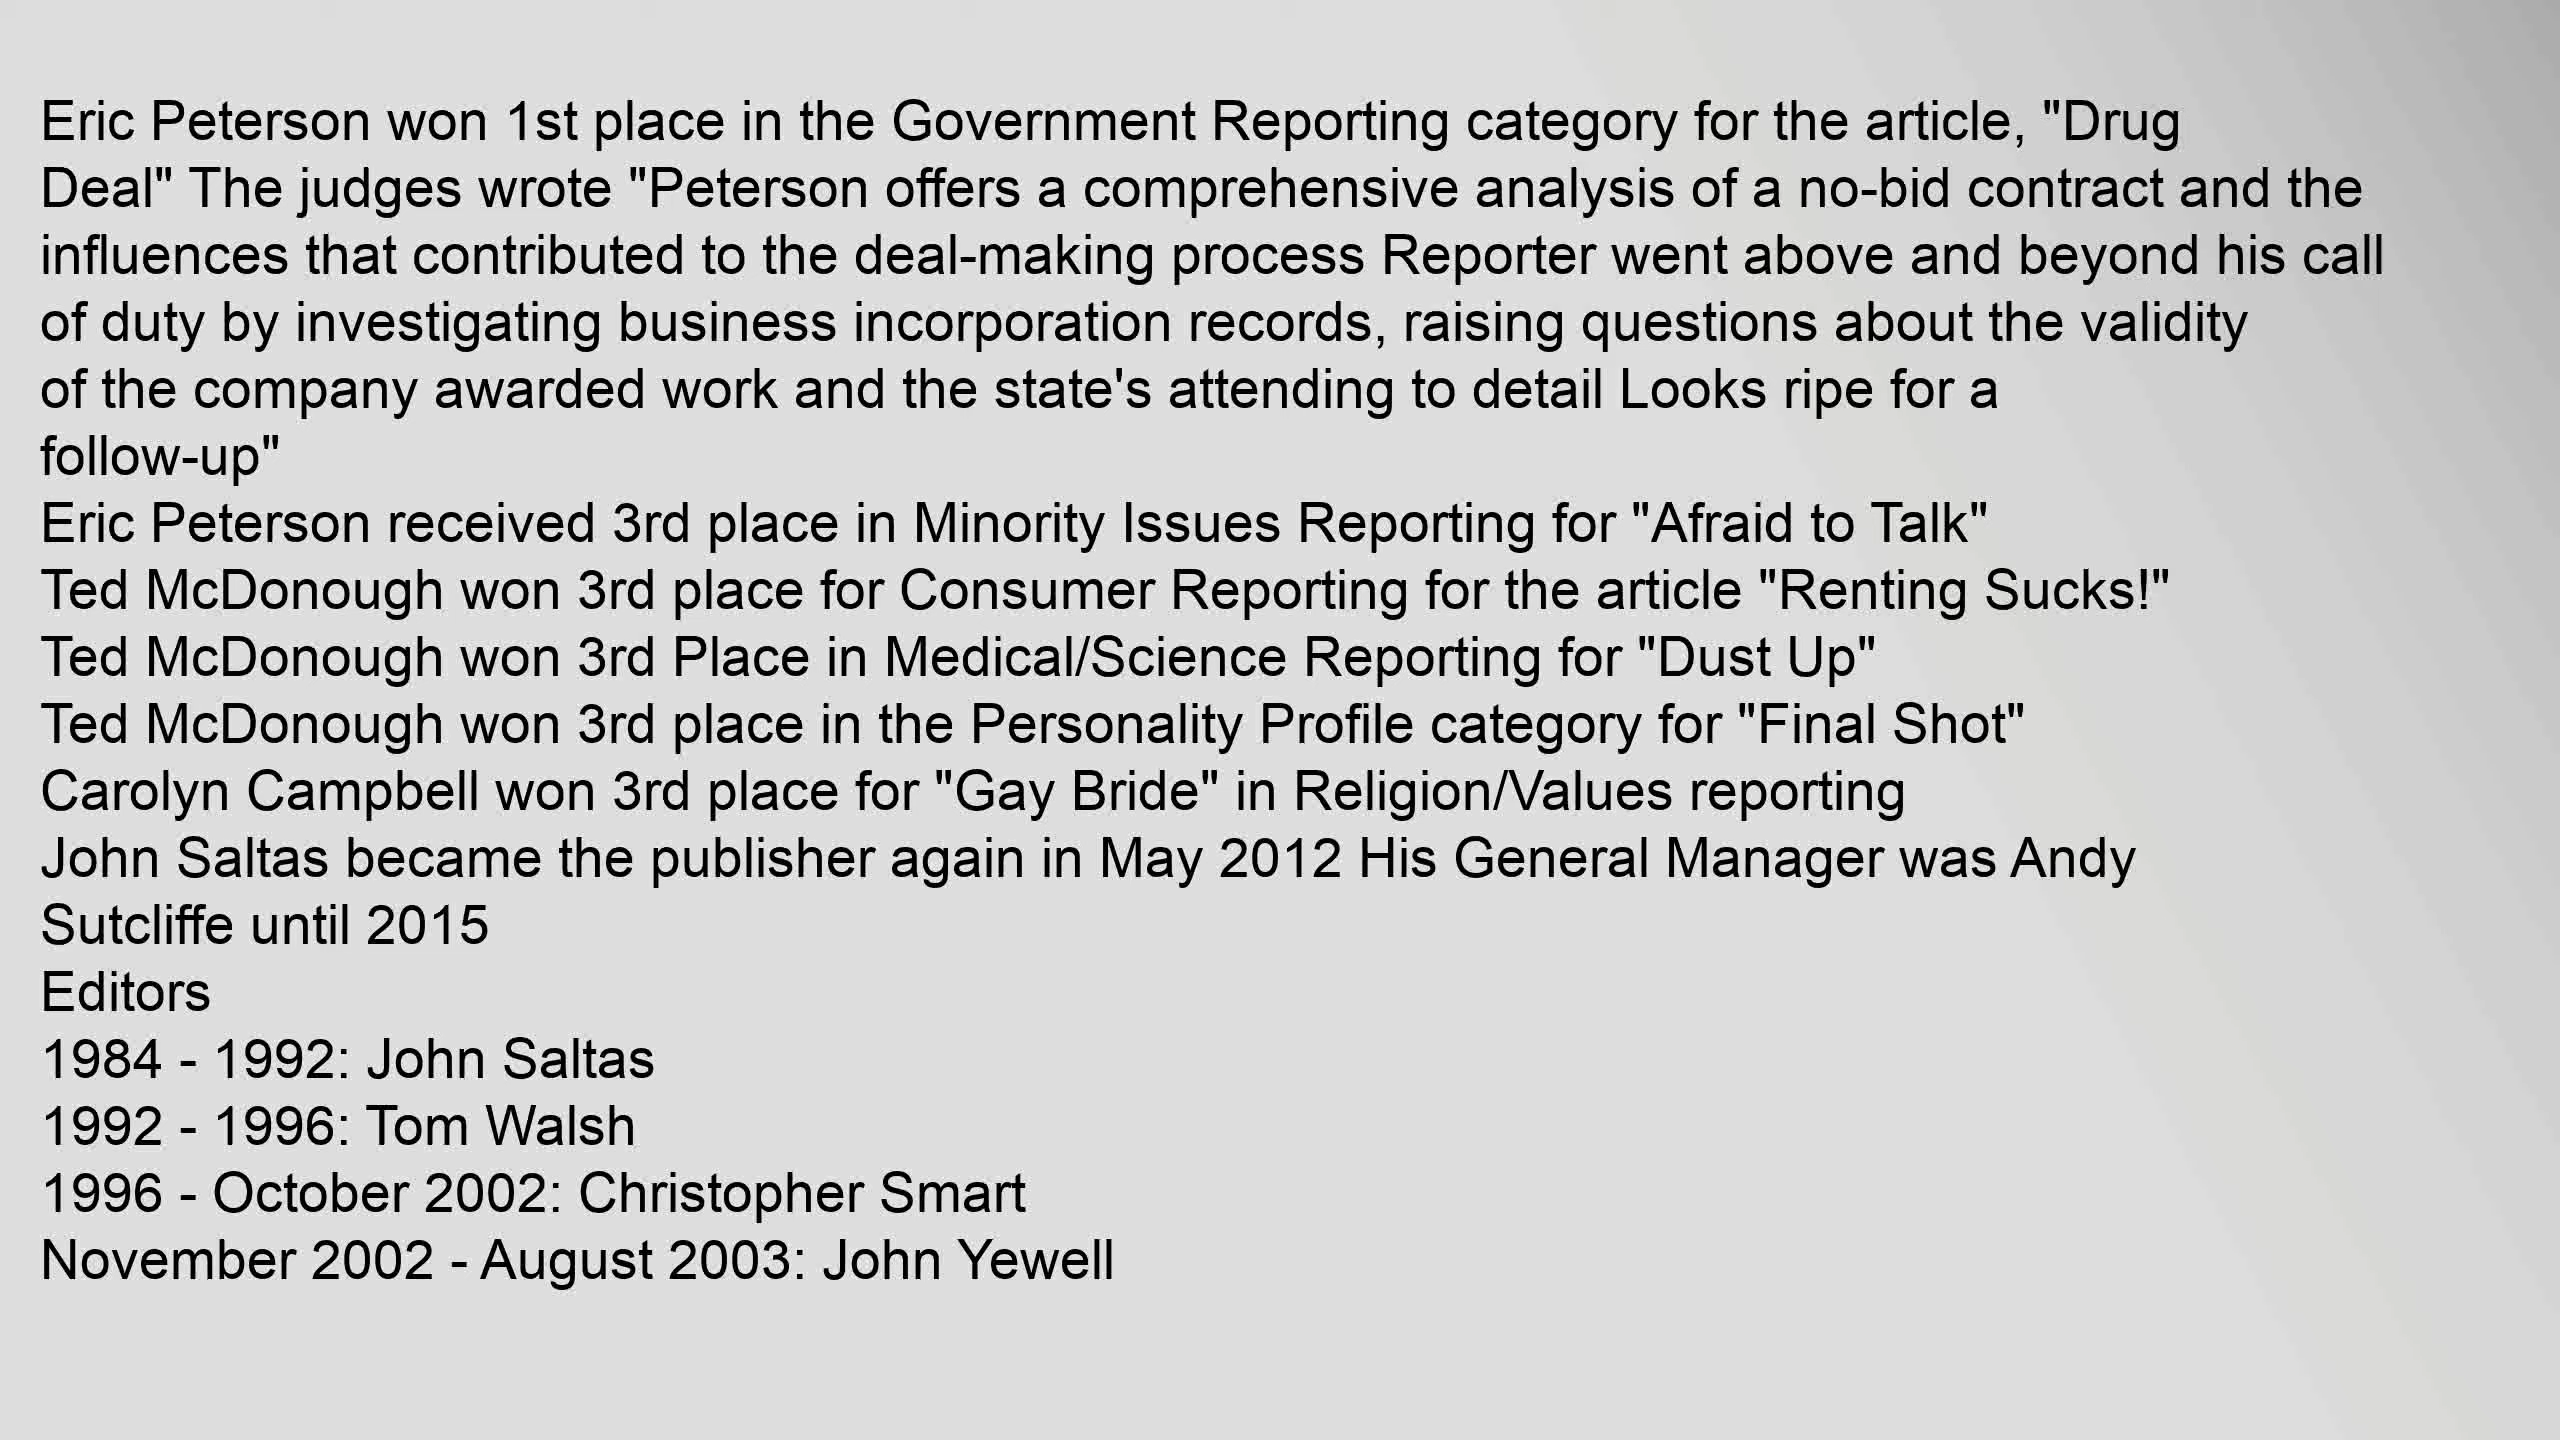 Eric Peterson won 1st place in the Government Reporting category for the article, "Drug
Deal" The judges wrote "Peterson offers a comprehensive analysis of a no-bid contract and the
influences that contributed to the deal-making process Reporter went above and beyond his call
of duty by investigating business incorporation records, raising questions about the validity
of the company awarded work and the state's attending to detail Looks ripe for a
follow-up"
Eric Peterson received 3rd place in Minority Issues Reporting for "Afraid to Talk"
Ted McDonough won 3rd place for Consumer Reporting for the article "Renting Sucks!"
Ted McDonough won 3rd Place in Medical/Science Reporting for "Dust Up"
Ted McDonough won 3rd place in the Personality Profile category for "Final Shot"
Carolyn Campbell won 3rd place for "Gay Bride" in Religion/Values reporting
John Saltas became the publisher again in May 2012 His General Manager was Andy
Sutcliffe until 2015
Editors
1984 - 1992: John Saltas
1992 - 1996: Tom Walsh
1996 - October 2002: Christopher Smart
November 2002 - August 2003: John Yewell